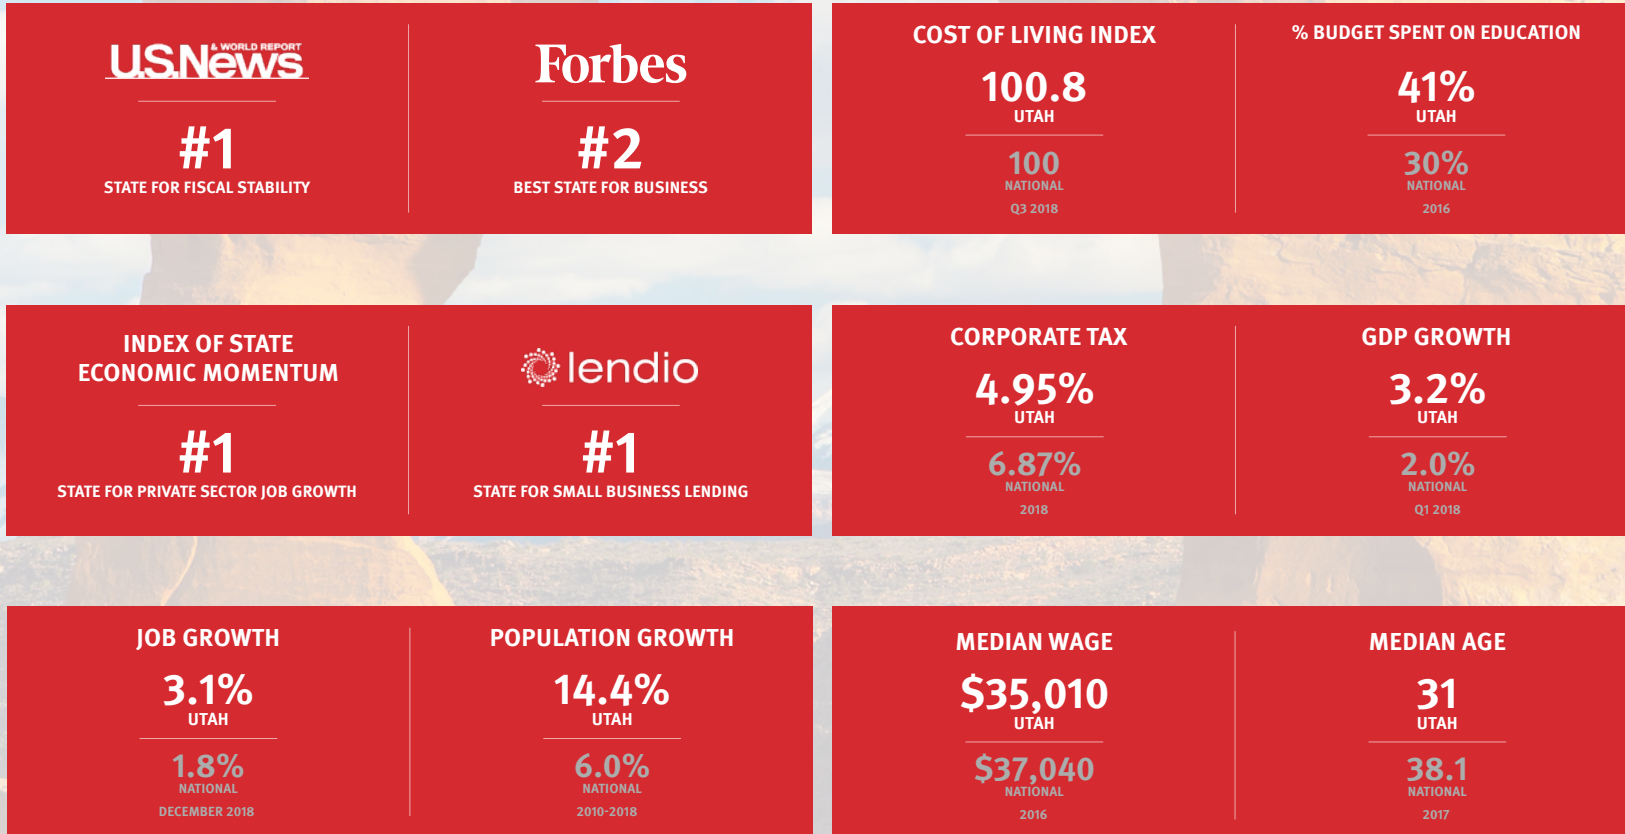 U.S.News
& WORLD REPORT
#1
STATE FOR FISCAL STABILITY
Forbes
#2
BEST STATE FOR BUSINESS
COST OF LIVING INDEX
100.8
UTAH
100
NATIONAL
Q3 2018
% BUDGET SPENT ON EDUCATION
41%
UTAH
30%
NATIONAL
2016
INDEX OF STATE
ECONOMIC MOMENTUM
#1
STATE FOR PRIVATE SECTOR JOB GROWTH
lendio
#1
STATE FOR SMALL BUSINESS LENDING
CORPORATE TAX
4.95%
UTAH
6.87%
NATIONAL
2018
GDP GROWTH
3.2%
UTAH
2.0%
NATIONAL
Q1 2018
JOB GROWTH
3.1%
UTAH
1.8%
NATIONAL
DECEMBER 2018
POPULATION GROWTH
14.4%
UTAH
6.0%
NATIONAL
2010-2018
MEDIAN WAGE
$35,010
UTAH
$37,040
NATIONAL
2016
MEDIAN AGE
31
UTAH
38.1
NATIONAL
2017